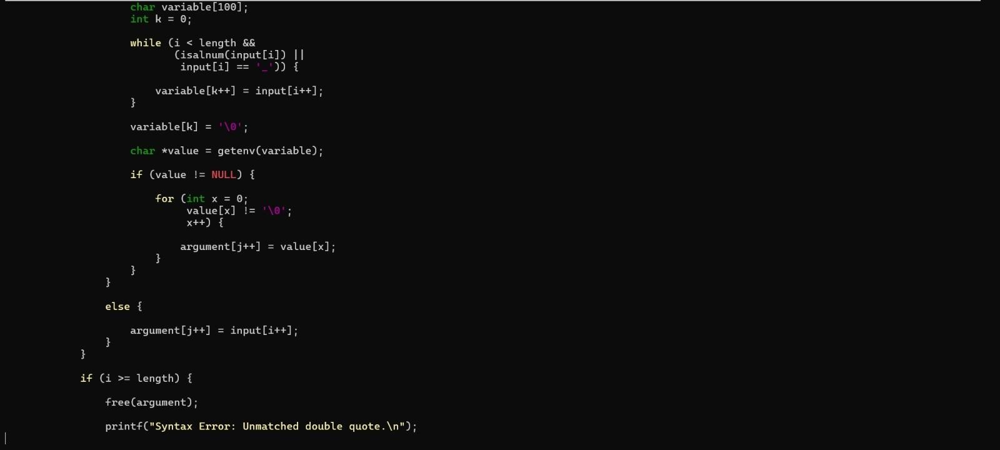 char variable[100];
int k = 0;
while (i < length &&
(isalnum(input[i]) ||
input[i] == '_')) {
variable[k++] = input[i++];
}
variable[k] = '\0';
char *value = getenv(variable);
if (value != NULL) {
for (int x = 0;
value[x] != '\0';
x++) {
argument[j++] = value[x];
}
}
}
else {
argument[j++] = input[i++];
}
}
if (i >= length) {
free(argument);
printf("Syntax Error: Unmatched double quote.\n");